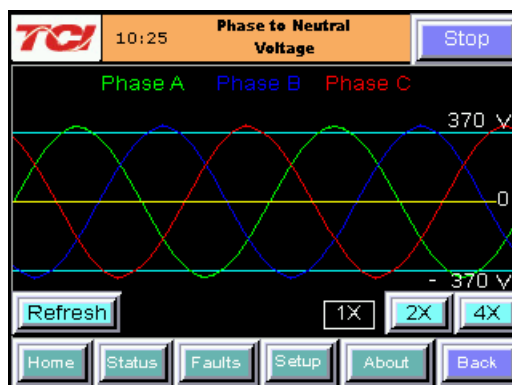 TCI
10:25
Phase to Neutral
Voltage
Stop
Phase A Phase B Phase C
370 V
0
- 370 V
Refresh
1X
2X
4X
Home
Status
Faults
Setup
About
Back